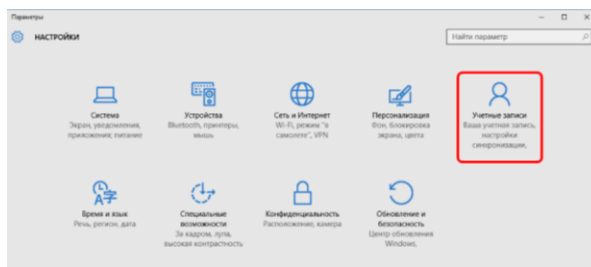 Параметры
НАСТРОЙКИ
Найти параметр
Система
Экран, уведомления,
приложения; питание
Устройства
Bluetooth, принтеры,
мышь
Сеть и Интернет
Wi-Fi, режим "в
самолете", VPN
Персонализация
Фон, блокировка
экрана, цвета
Учетные записи
Ваша учетная запись,
настройки
синхронизации,
Время и язык
Речь, регион, дата
Специальные
возможности
За кадром, лупа,
высокая контрастность
Конфиденциальность
Расположение, камера
Обновление и
безопасность
Центр обновления
Windows,